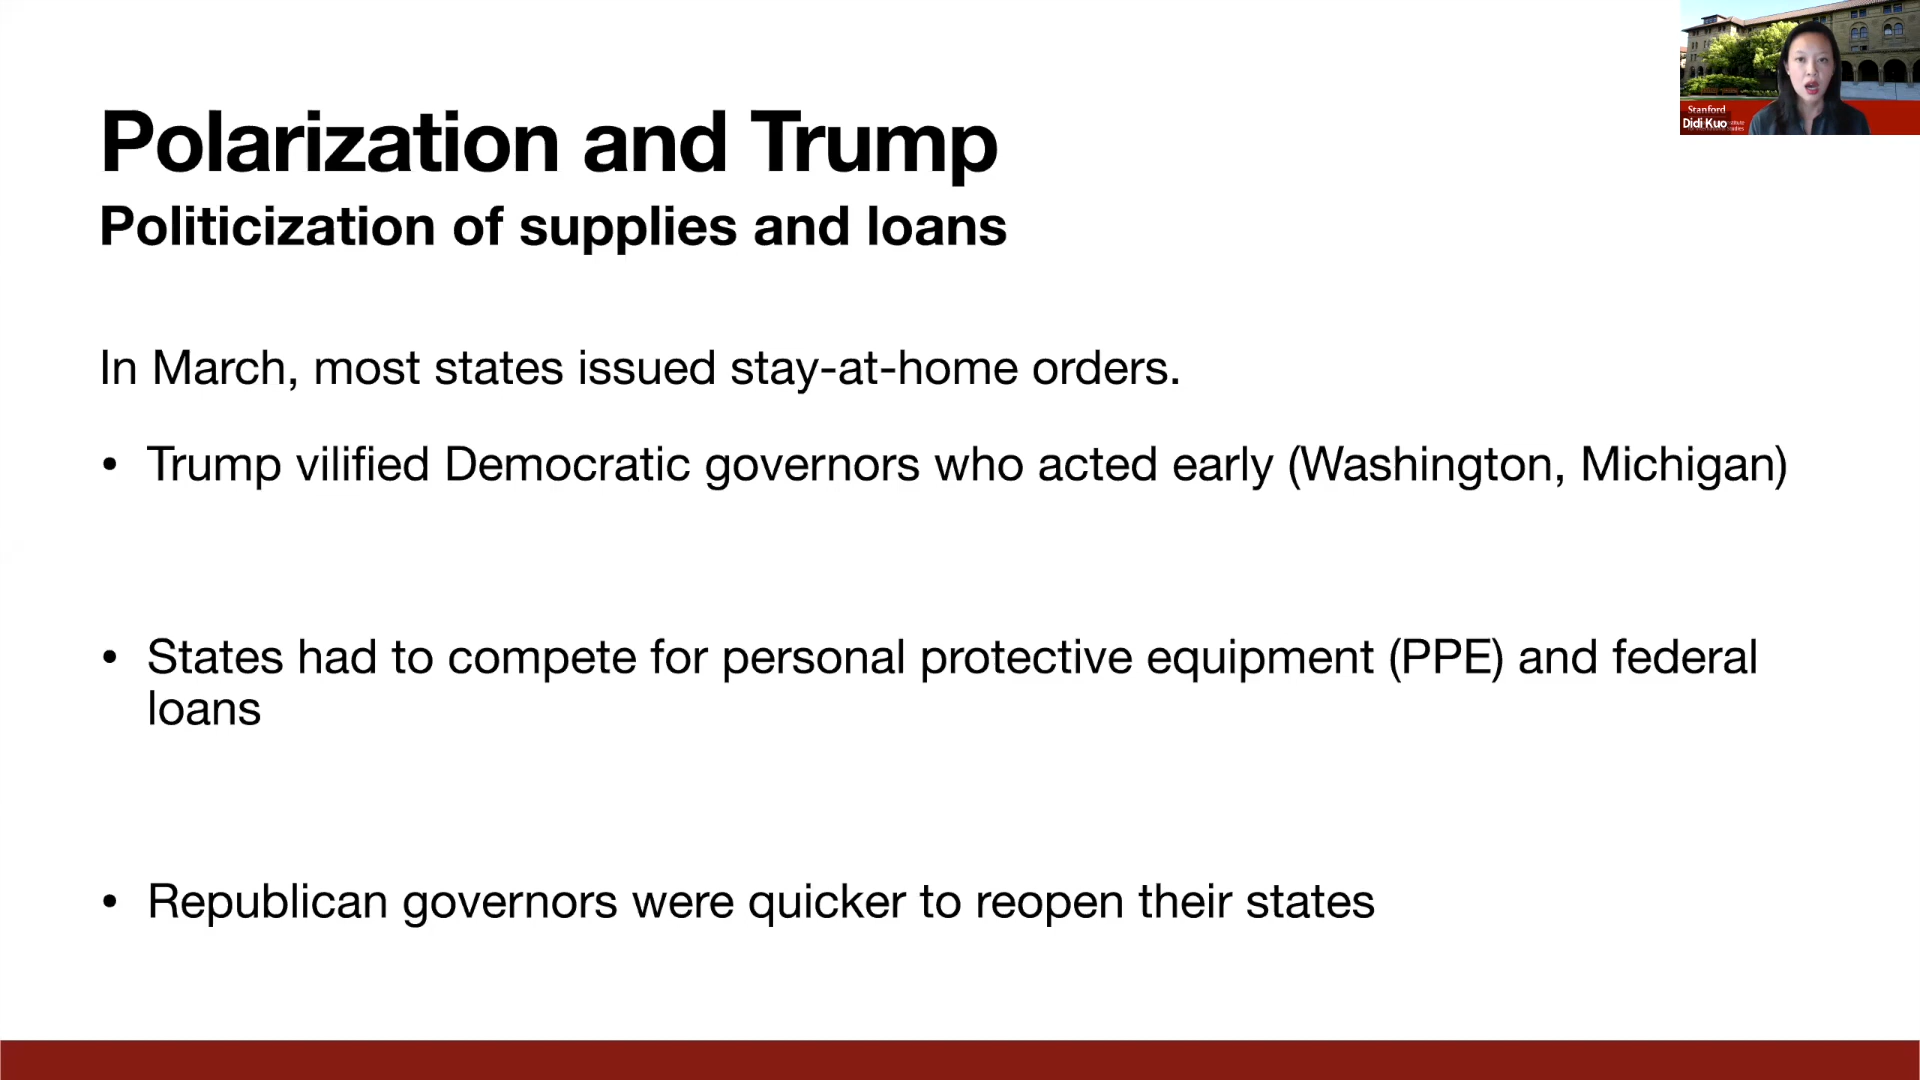 Polarization and Trump
Politicization of supplies and loans
In March, most states issued stay-at-home orders.
• Trump vilified Democratic governors who acted early (Washington, Michigan)
• States had to compete for personal protective equipment (PPE) and federal
loans
• Republican governors were quicker to reopen their states
Stanford
Didi Kuo